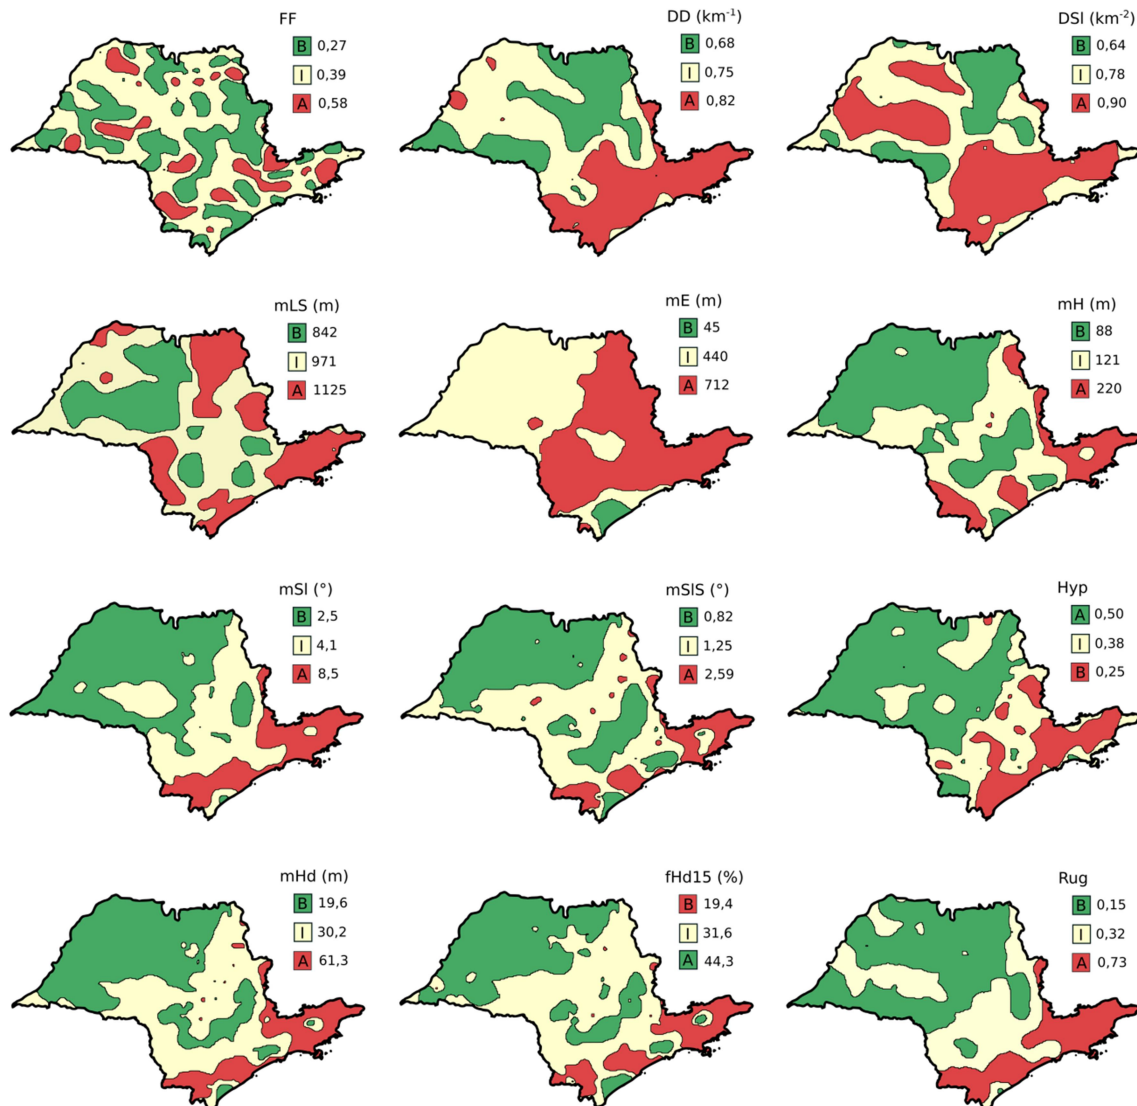 FF
B 0,27
I 0,39
A 0,58
DD (km-1)
B 0,68
I 0,75
A 0,82
DSl (km-2)
B 0,64
I 0,78
A 0,90
mLS (m)
B 842
I 971
A 1125
mE (m)
B 45
I 440
A 712
mH (m)
B 88
I 121
A 220
mSl (°)
B 2,5
I 4,1
A 8,5
mSlS (°)
B 0,82
I 1,25
A 2,59
Hyp
A 0,50
I 0,38
B 0,25
mHd (m)
B 19,6
I 30,2
A 61,3
fHd15 (%)
B 19,4
I 31,6
A 44,3
Rug
B 0,15
I 0,32
A 0,73